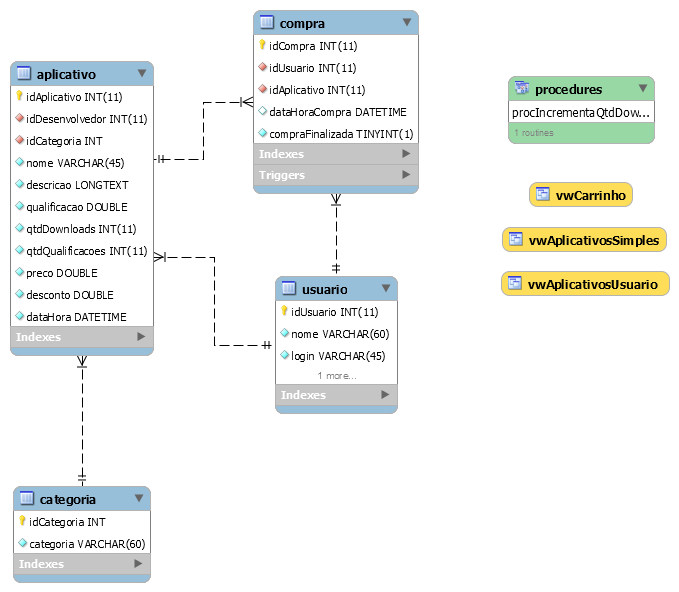 compra
idCompra INT(11)
idUsuario INT(11)
idAplicativo INT(11)
dataHoraCompra DATETIME
compraFinalizada TINYINT(1)
Indexes
Triggers
aplicativo
idAplicativo INT(11)
idDesenvolvedor INT(11)
idCategoria INT
nome VARCHAR(45)
descricao LONGTEXT
qualificacao DOUBLE
qtdDownloads INT(11)
qtdQualificacoes INT(11)
preco DOUBLE
desconto DOUBLE
dataHora DATETIME
Indexes
procedures
procIncrementaQtdDow...
1 routines
vwCarrinho
vwAplicativosSimples
vwAplicativosUsuario
usuario
idUsuario INT(11)
nome VARCHAR(60)
login VARCHAR(45)
1 more...
Indexes
categoria
idCategoria INT
categoria VARCHAR(60)
Indexes